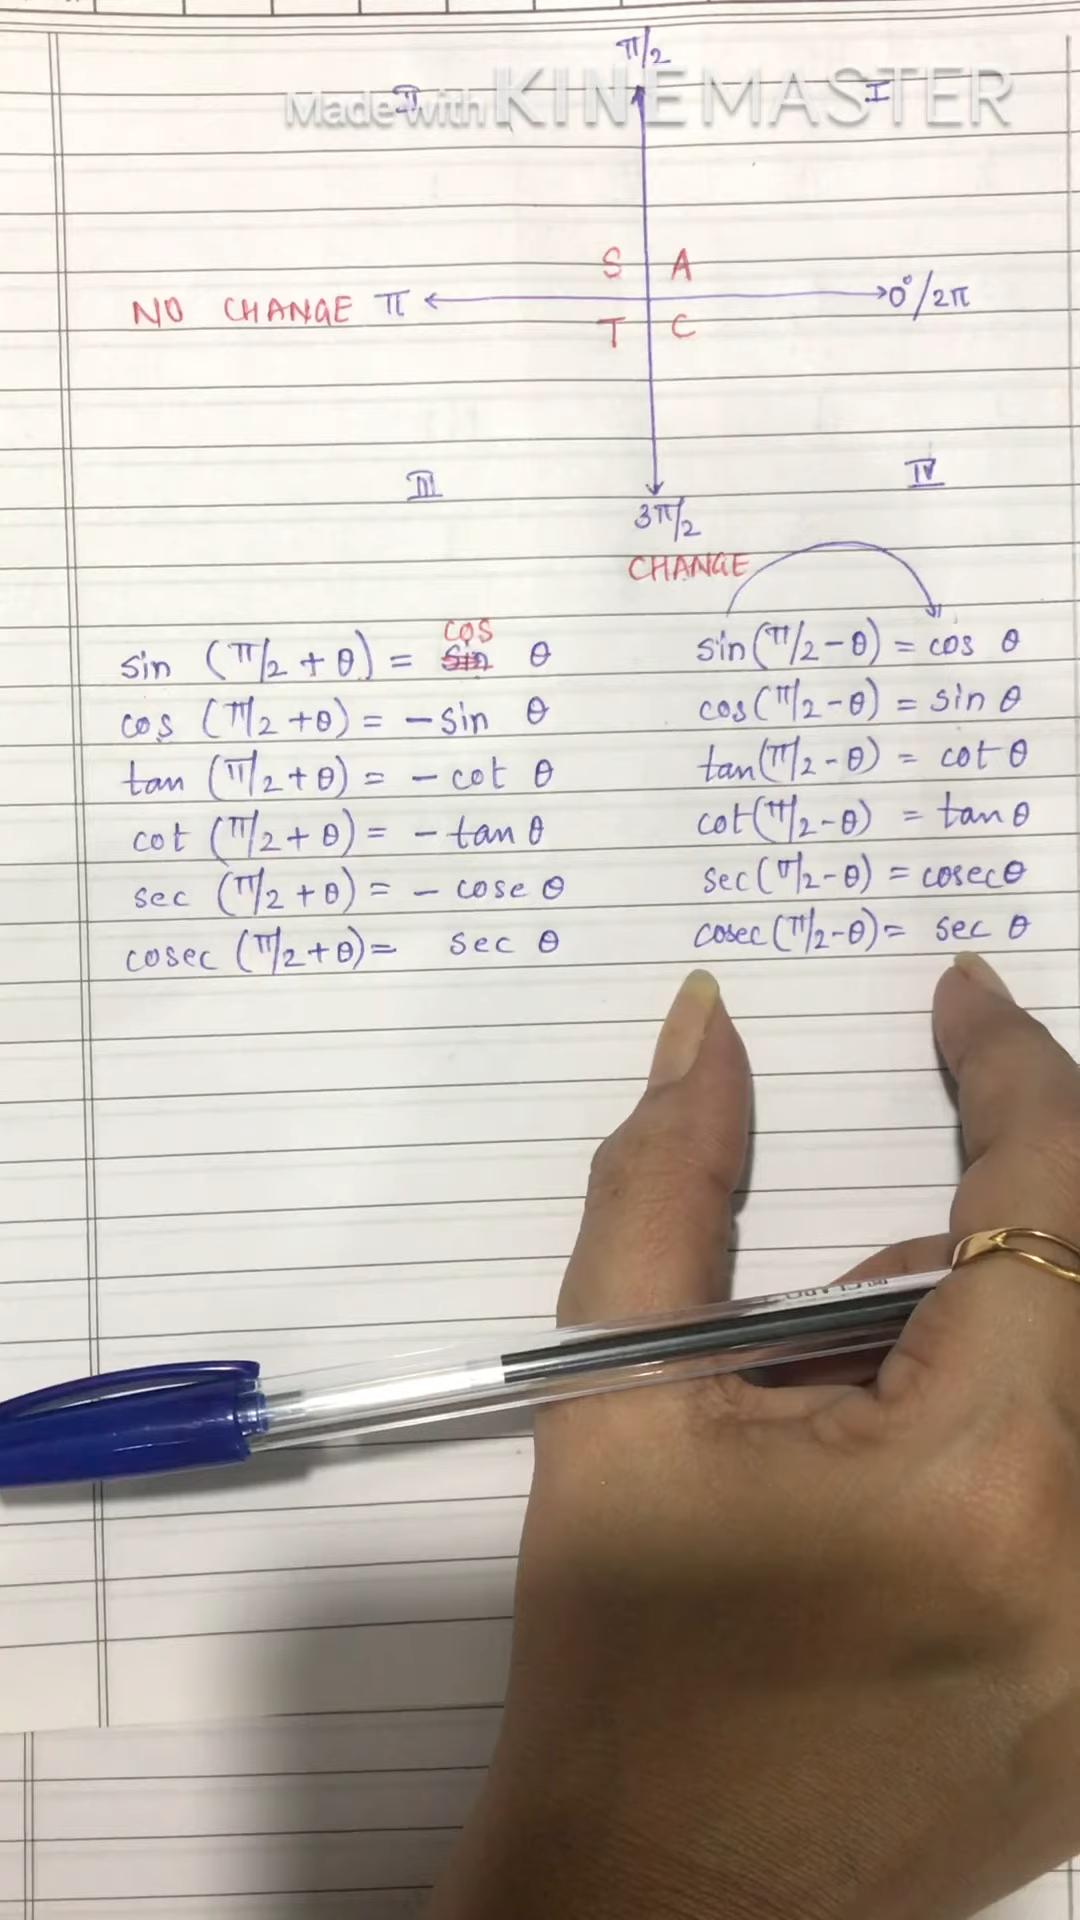 π/2
Made with KINEMASTER
II I
S A
NO CHANGE π 0°/2π
T C
III IV
3π/2
CHANGE
cos
sin (π/2 + θ) = sin θ
cos (π/2 + θ) = - sin θ
tan (π/2 + θ) = - cot θ
cot (π/2 + θ) = - tan θ
sec (π/2 + θ) = - cose θ
cosec (π/2 + θ) = sec θ
sin (π/2 - θ) = cos θ
cos (π/2 - θ) = sin θ
tan (π/2 - θ) = cot θ
cot (π/2 - θ) = tan θ
sec (π/2 - θ) = cosec θ
cosec (π/2 - θ) = sec θ